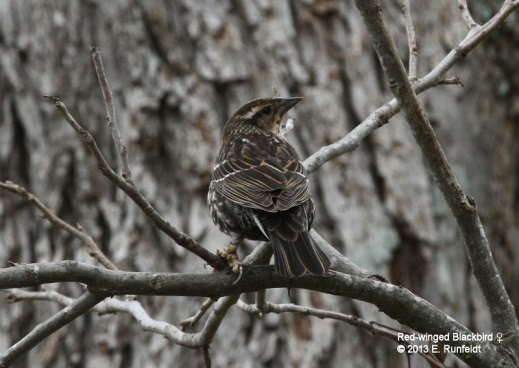 Red-winged Blackbird ♀
© 2013 E. Runfeldt